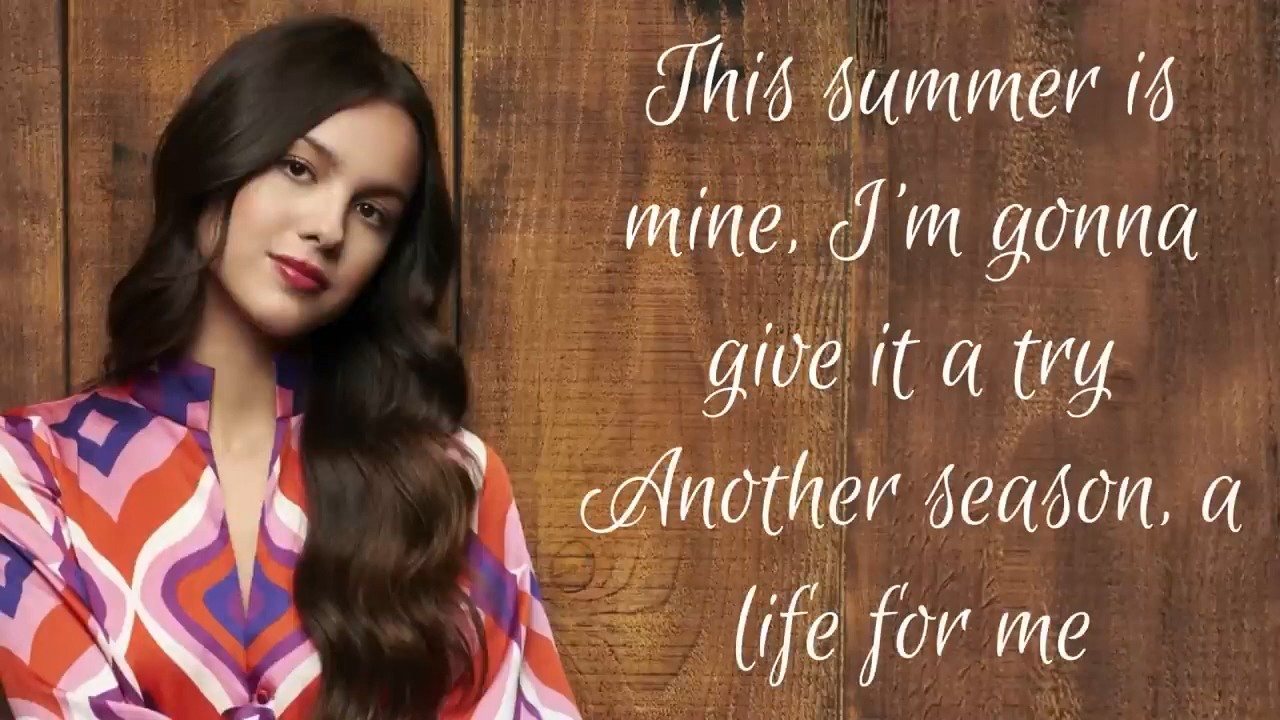 This summer is
mine, I'm gonna
give it a try
Another season, a
life for me